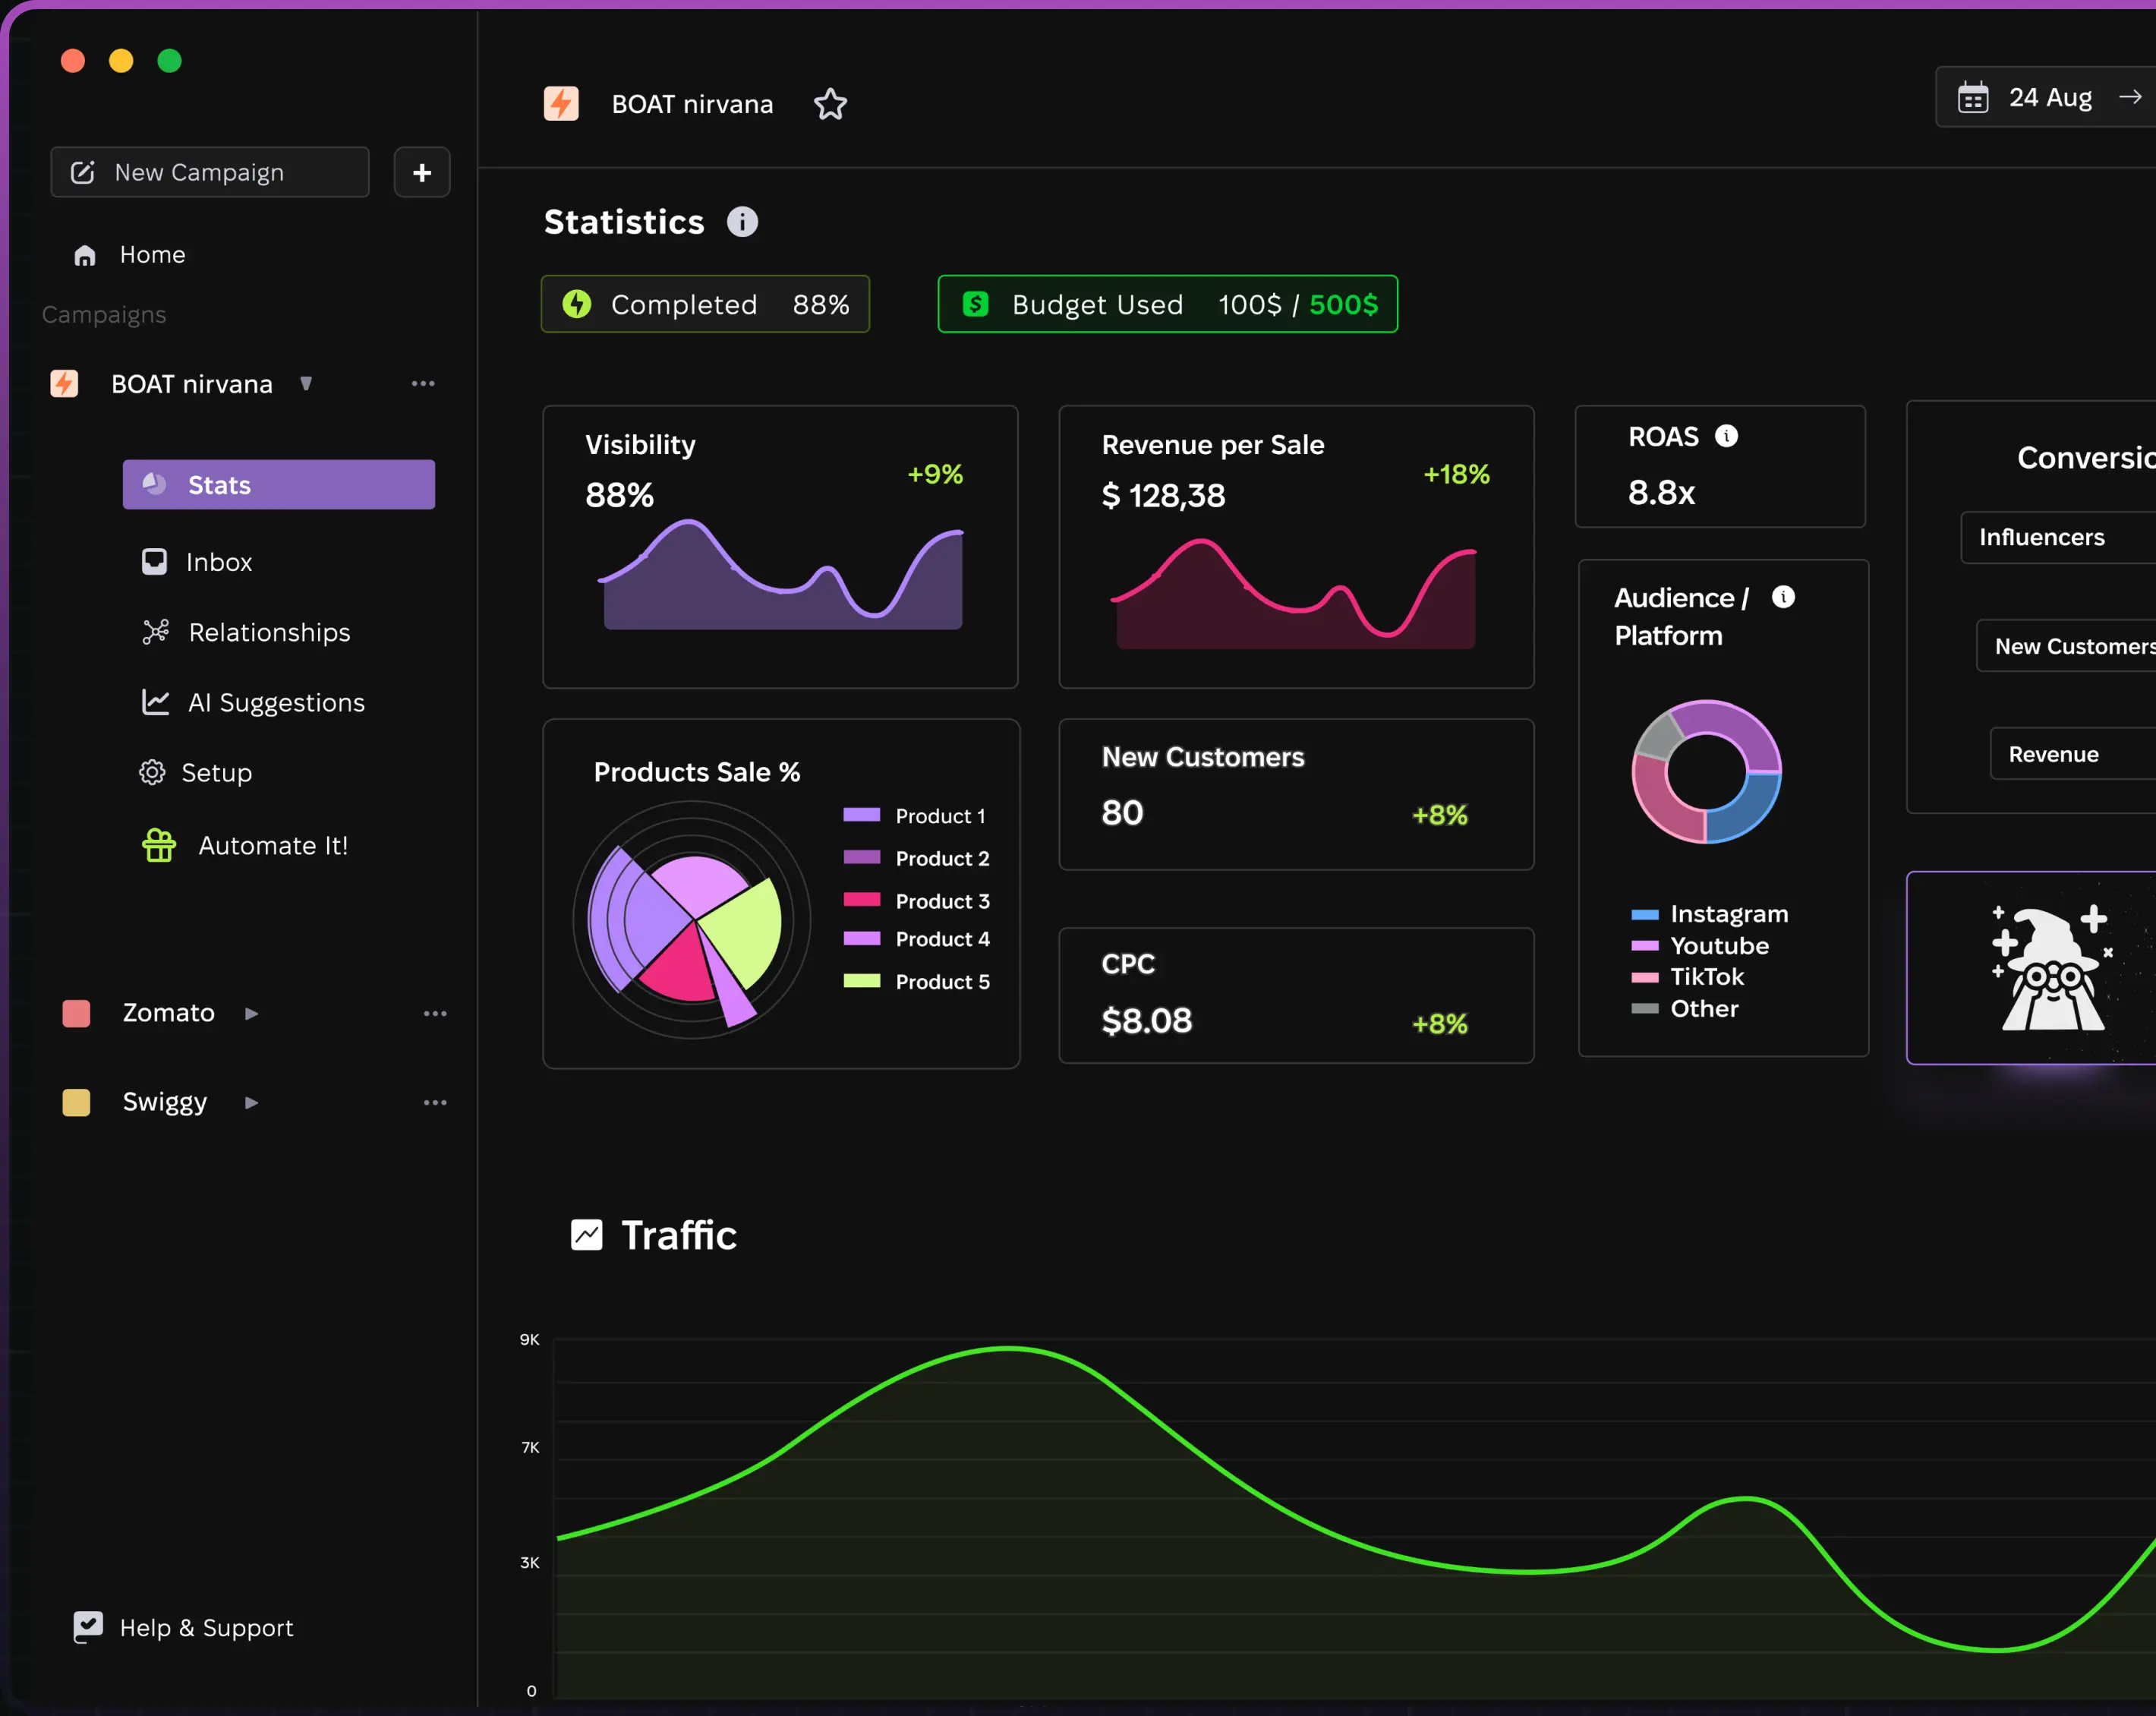 New Campaign
Home
Campaigns
BOAT nirvana
Stats
Inbox
Relationships
AI Suggestions
Setup
Automate It!
Zomato
Swiggy
Help & Support
BOAT nirvana
24 Aug
Statistics
Completed 88%
Budget Used 100$ / 500$
Visibility
88%
+9%
Revenue per Sale
$ 128,38
+18%
ROAS
8.8x
Conversio
Influencers
New Customers
Revenue
Products Sale %
Product 1
Product 2
Product 3
Product 4
Product 5
New Customers
80
+8%
CPC
$8.08
+8%
Audience /
Platform
Instagram
Youtube
TikTok
Other
Traffic
9K
7K
3K
0